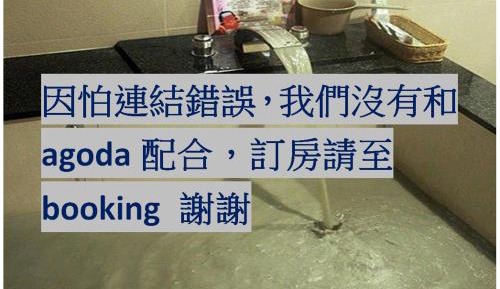 因怕連結錯誤，我們沒有和
agoda 配合，訂房請至
booking 謝謝